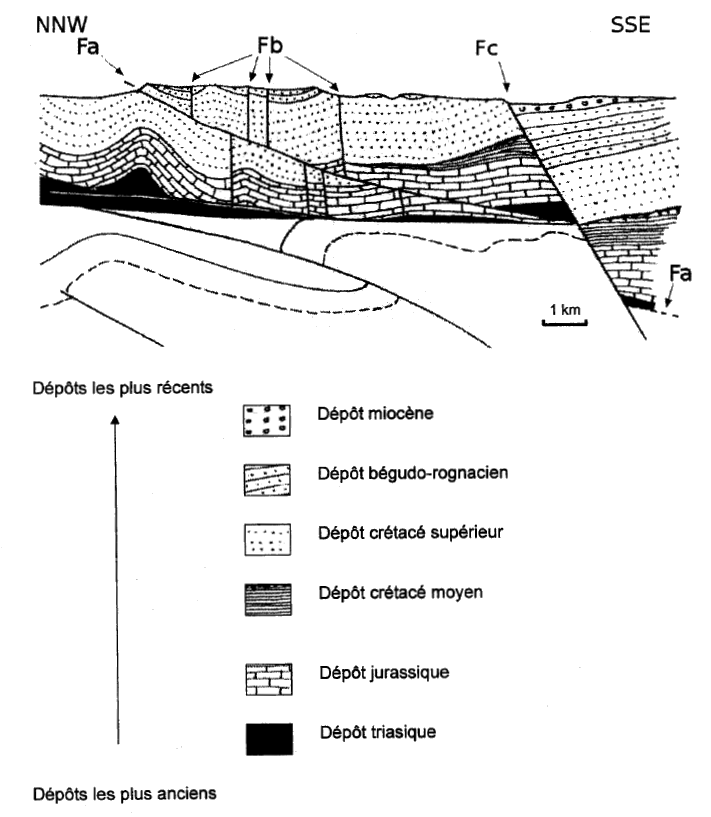 NNW
SSE
Fa
Fb
Fc
Fa
1 km
Dépôts les plus récents
Dépôt miocène
Dépôt bégudo-rognacien
Dépôt crétacé supérieur
Dépôt crétacé moyen
Dépôt jurassique
Dépôt triasique
Dépôts les plus anciens